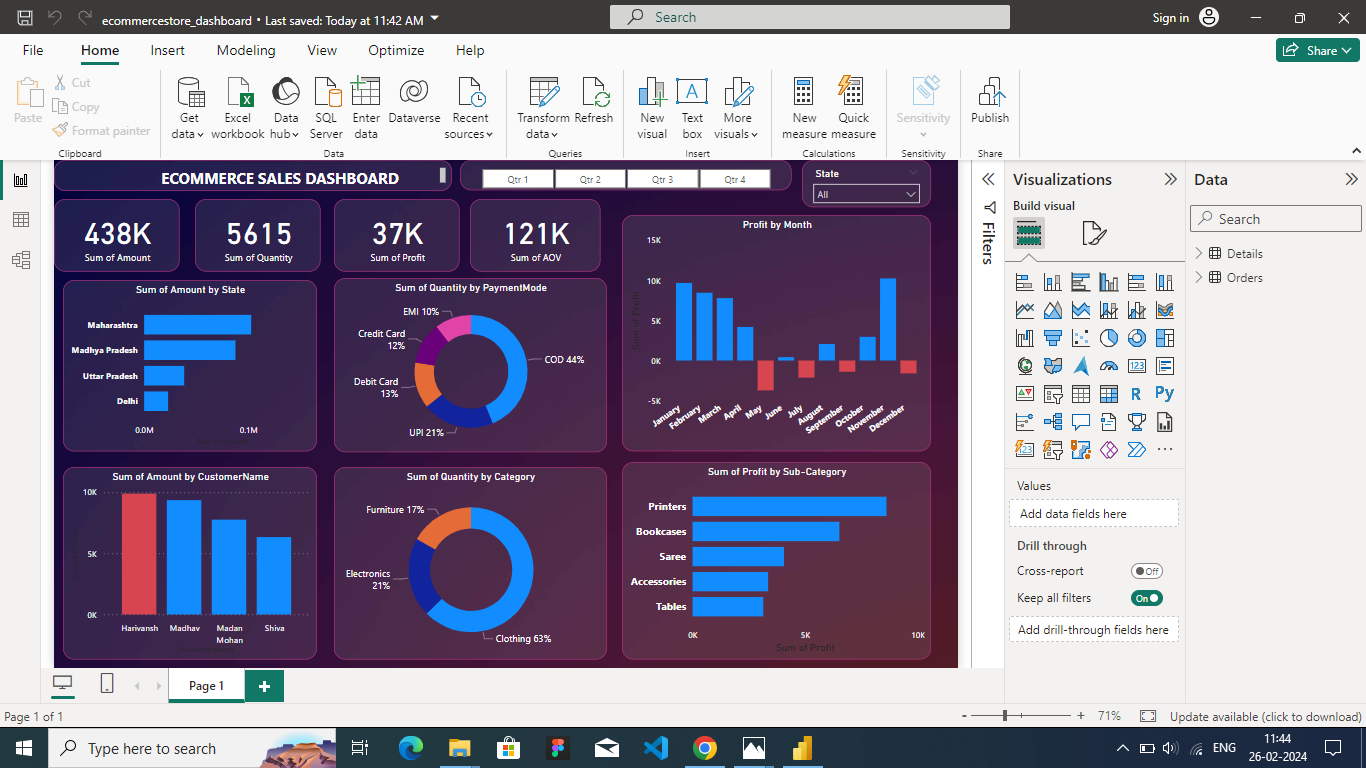 ecommercestore_dashboard • Last saved: Today at 11:42 AM
Search
Sign in
File Home Insert Modeling View Optimize Help
Share
Paste
Cut
Copy
Format painter
Clipboard
Get data
Excel workbook
Data hub
SQL Server
Enter data
Dataverse
Recent sources
Data
Transform data
Refresh
Queries
New visual
Text box
More visuals
Insert
New measure
Quick measure
Calculations
Sensitivity
Sensitivity
Publish
Share
ECOMMERCE SALES DASHBOARD
Qtr 1 Qtr 2 Qtr 3 Qtr 4
State
All
438K
Sum of Amount
5615
Sum of Quantity
37K
Sum of Profit
121K
Sum of AOV
Sum of Amount by State
Maharashtra
Madhya Pradesh
Uttar Pradesh
Delhi
0.0M 0.1M
Sum of Quantity by PaymentMode
EMI 10%
Credit Card
12%
Debit Card
13%
UPI 21%
COD 44%
Profit by Month
15K
10K
5K
0K
-5K
Sum of Profit
January
February
March
April
May
June
July
August
September
October
November
December
Sum of Amount by CustomerName
10K
5K
0K
Harivansh
Madhav
Madan
Mohan
Shiva
Sum of Quantity by Category
Furniture 17%
Electronics
21%
Clothing 63%
Sum of Profit by Sub-Category
Printers
Bookcases
Saree
Accessories
Tables
0K 5K 10K
Sum of Profit
Filters
Visualizations
Build visual
123
R
Py
123
Values
Add data fields here
Drill through
Cross-report
Off
Keep all filters
On
Add drill-through fields here
Data
Search
Details
Orders
Page 1
Page 1 of 1
- + 71%
Update available (click to download)
Type here to search
ENG
11:44
26-02-2024